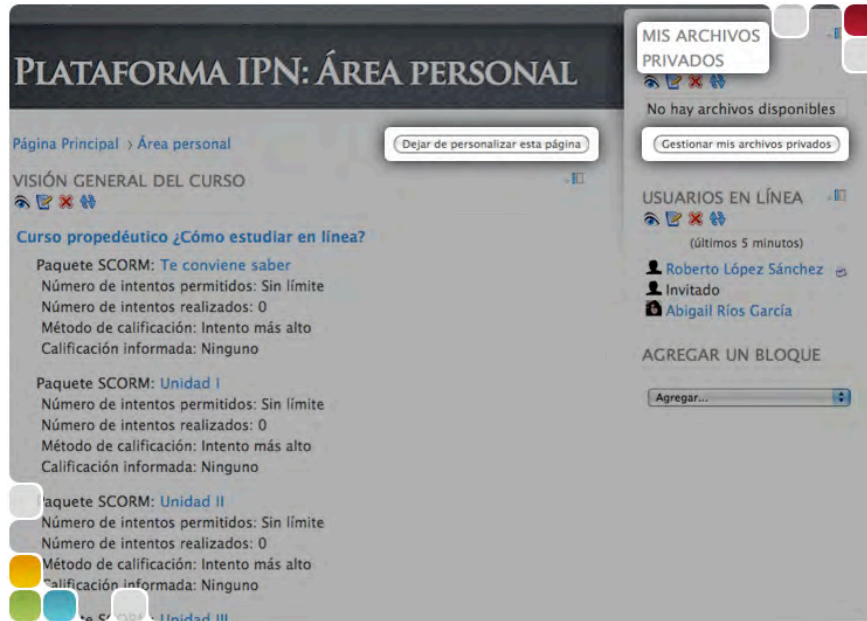 PLATAFORMA IPN: ÁREA PERSONAL
Página Principal › Área personal
Dejar de personalizar esta página
VISIÓN GENERAL DEL CURSO
Curso propedéutico ¿Cómo estudiar en línea?
Paquete SCORM: Te conviene saber
Número de intentos permitidos: Sin límite
Número de intentos realizados: 0
Método de calificación: Intento más alto
Calificación informada: Ninguno
Paquete SCORM: Unidad I
Número de intentos permitidos: Sin límite
Número de intentos realizados: 0
Método de calificación: Intento más alto
Calificación informada: Ninguno
aquete SCORM: Unidad II
Número de intentos permitidos: Sin límite
Número de intentos realizados: 0
Método de calificación: Intento más alto
Calificación informada: Ninguno
Unidad III
MIS ARCHIVOS
PRIVADOS
No hay archivos disponibles
Gestionar mis archivos privados
USUARIOS EN LÍNEA
(últimos 5 minutos)
Roberto López Sánchez
Invitado
Abigail Ríos García
AGREGAR UN BLOQUE
Agregar...